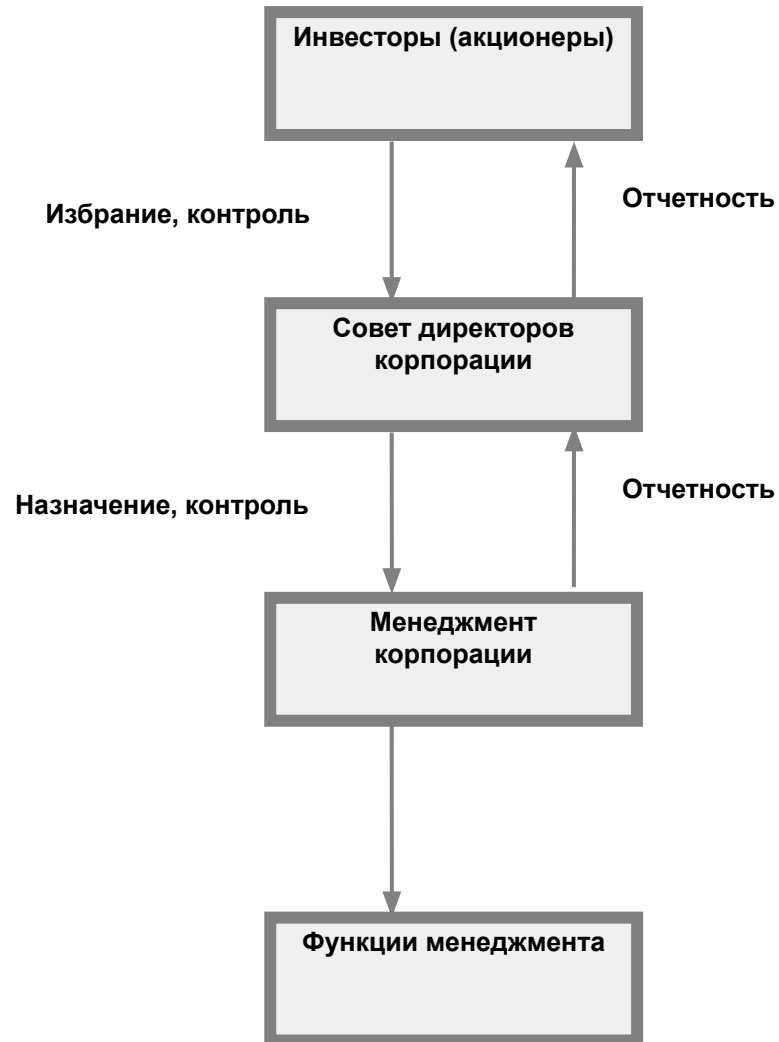 Инвесторы (акционеры)
Избрание, контроль
Отчетность
Совет директоров
корпорации
Назначение, контроль
Отчетность
Менеджмент
корпорации
Функции менеджмента